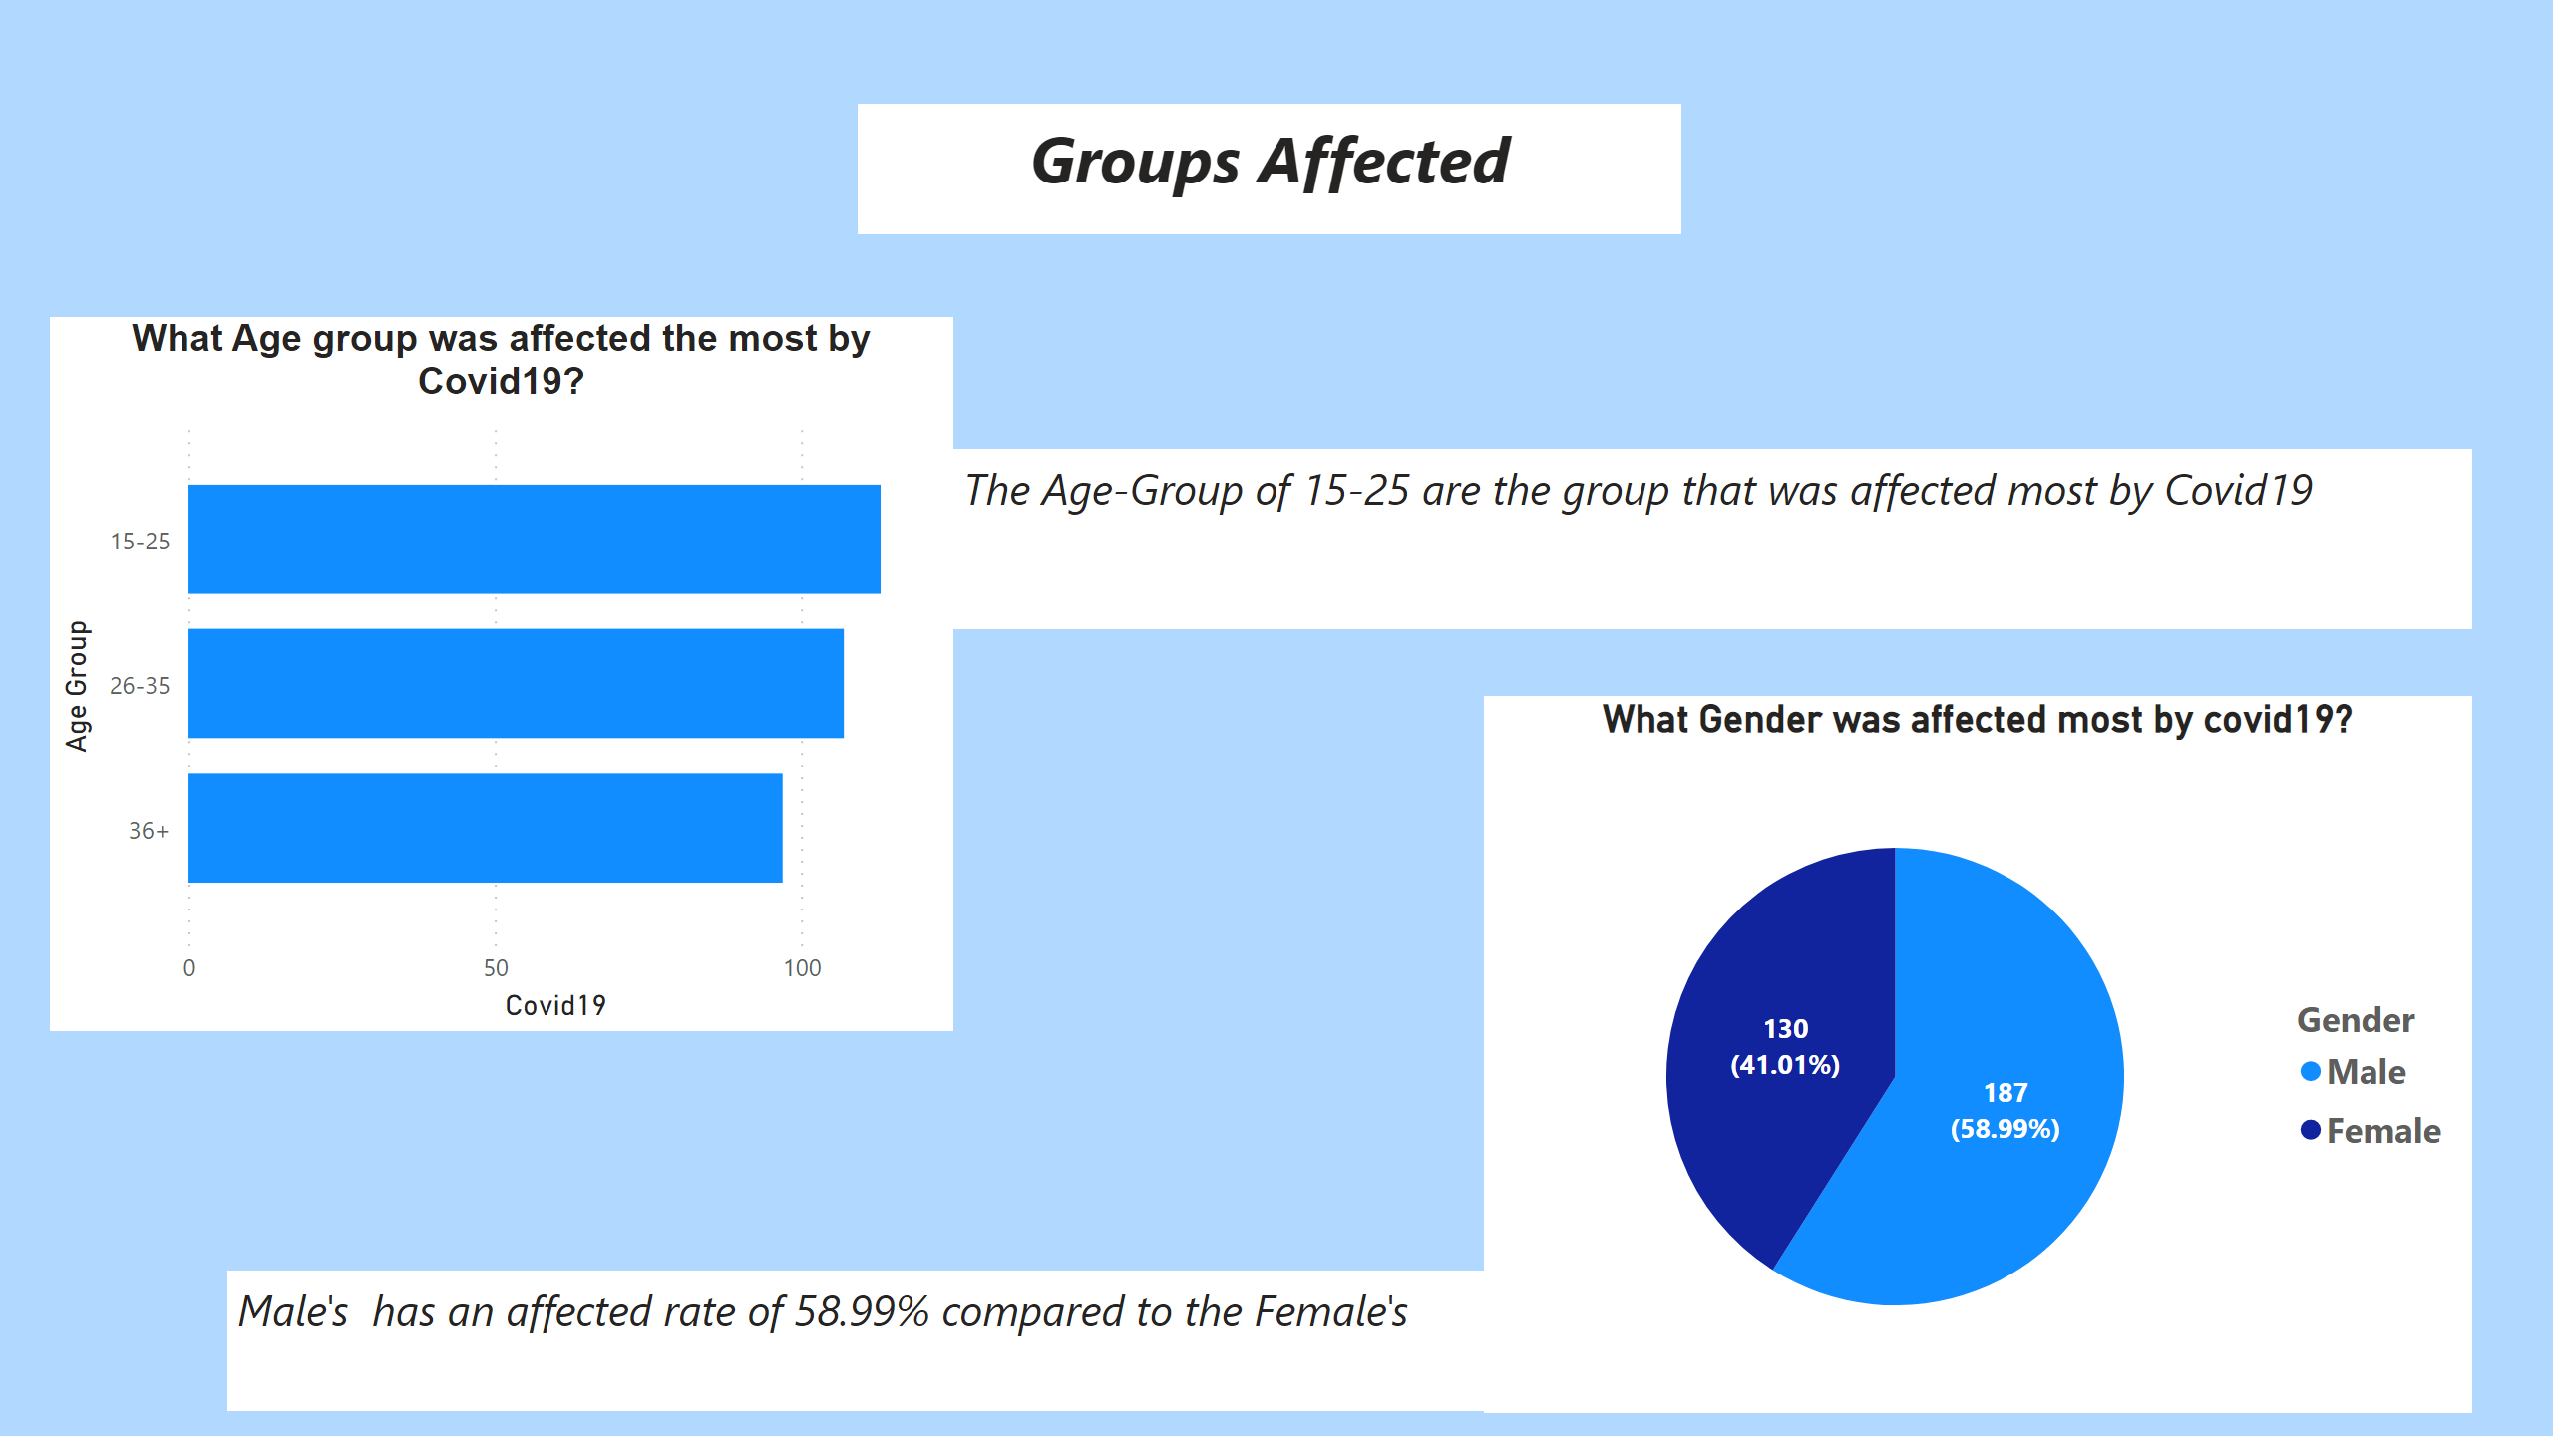 Groups Affected
What Age group was affected the most by
Covid19?
15-25
26-35
36+
Age Group
0 50 100
Covid19
The Age-Group of 15-25 are the group that was affected most by Covid19
What Gender was affected most by covid19?
130
(41.01%)
187
(58.99%)
Gender
Male
Female
Male's  has an affected rate of 58.99% compared to the Female's